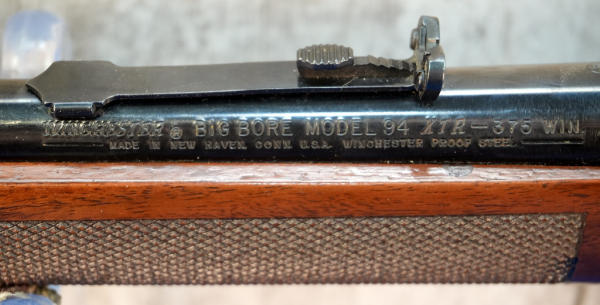 WINCHESTER® BIG BORE MODEL 94 XTR-375 WIN
MADE IN NEW HAVEN, CONN. U.S.A. WINCHESTER PROOF STEEL